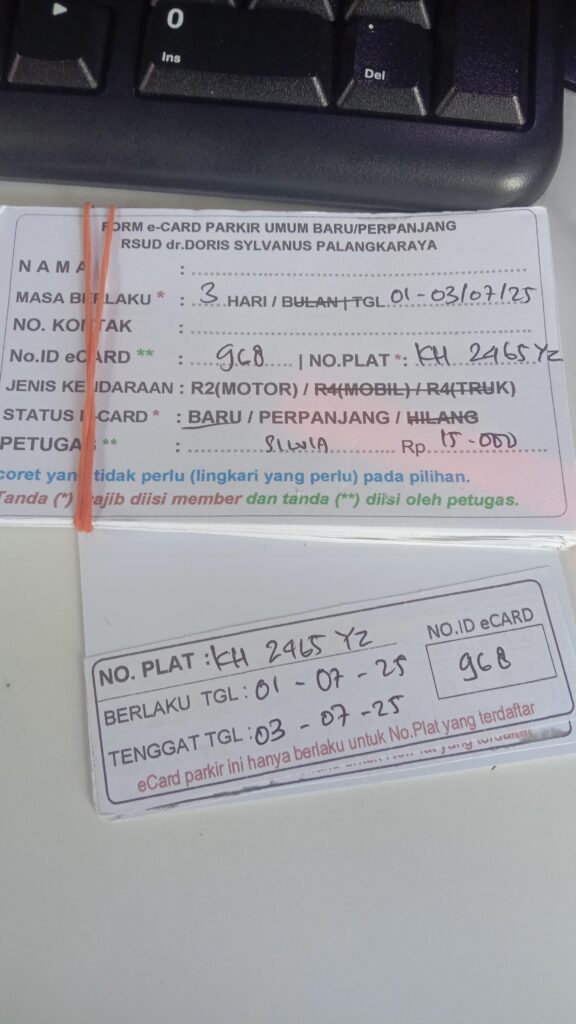 0
Ins
.
Del
FORM e-CARD PARKIR UMUM BARU/PERPANJANG
RSUD dr.DORIS SYLVANUS PALANGKARAYA
NAMA :
MASA BERLAKU * : 3 HARI / BULAN | TGL 01-03/07/25
NO. KONTAK :
No.ID eCARD ** : 968 | NO.PLAT *: KH 2465 YZ
JENIS KENDARAAN : R2(MOTOR) / R4(MOBIL) / R4(TRUK)
STATUS E-CARD * : BARU / PERPANJANG / HILANG
PETUGAS ** : SILVIA Rp. 15-000
coret yang tidak perlu (lingkari yang perlu) pada pilihan.
Tanda (*) wajib diisi member dan tanda (**) diisi oleh petugas.
NO. PLAT : KH 2465 YZ
NO.ID eCARD
968
BERLAKU TGL : 01 - 07 - 25
TENGGAT TGL : 03 - 07 - 25
eCard parkir ini hanya berlaku untuk No.Plat yang terdaftar